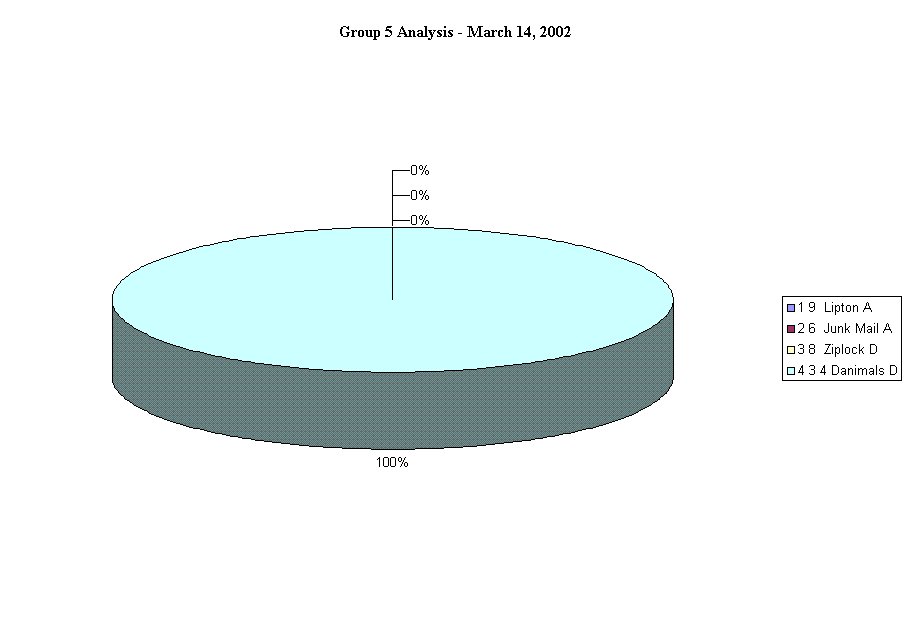 Group 5 Analysis - March 14, 2002
0%
0%
0%
1 9 Lipton A
2 6 Junk Mail A
3 8 Ziplock D
4 3 4 Danimals D
100%